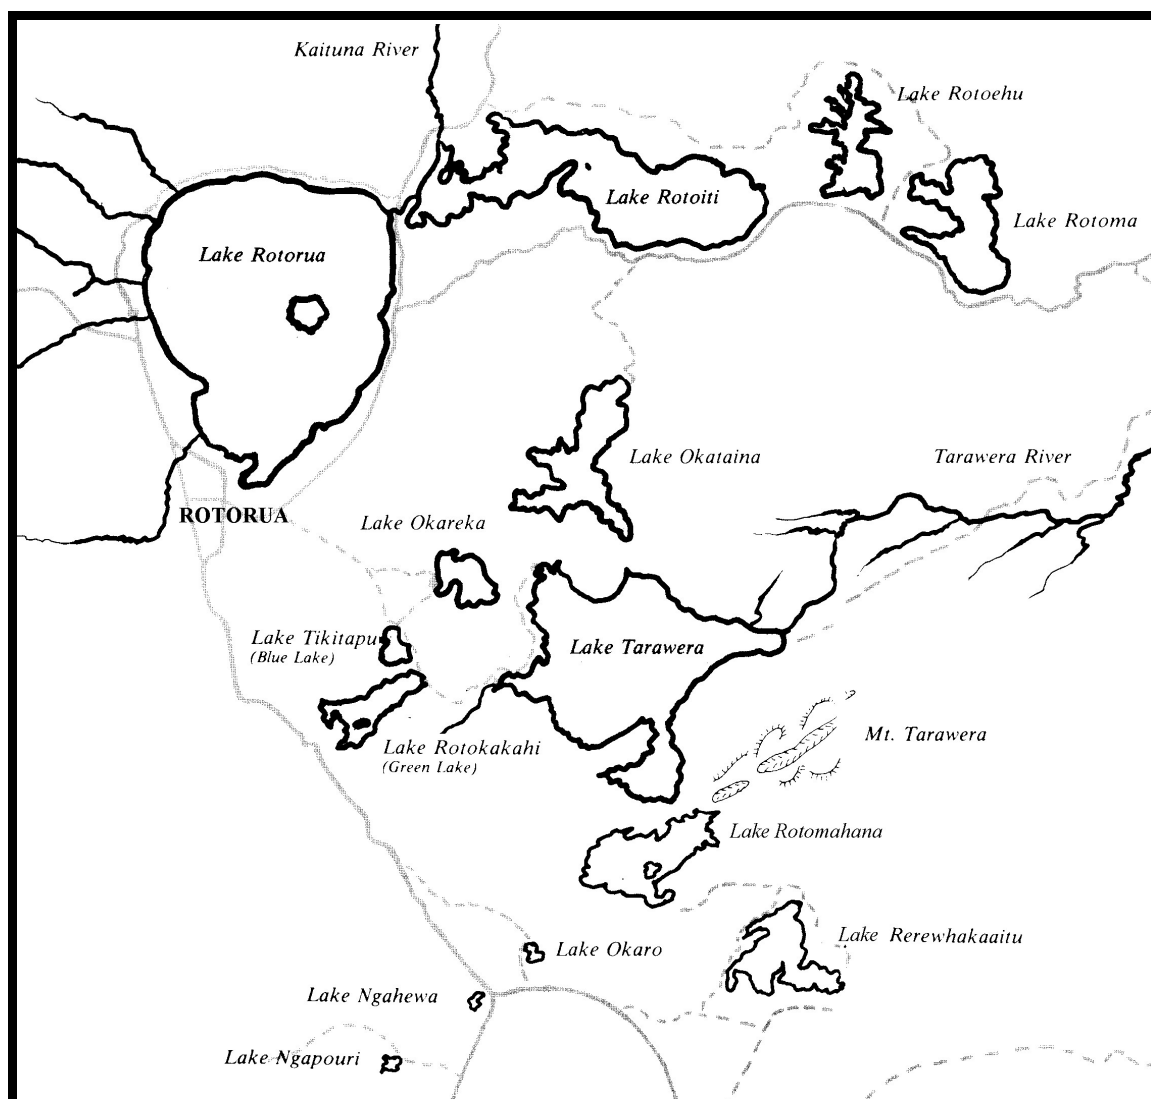 Kaituna River
Lake Rotoehu
Lake Rotoiti
Lake Rotoma
Lake Rotorua
Lake Okataina
Tarawera River
ROTORUA
Lake Okareka
Lake Tikitapu
(Blue Lake)
Lake Tarawera
Lake Rotokakahi
(Green Lake)
Mt. Tarawera
Lake Rotomahana
Lake Rerewhakaaitu
Lake Okaro
Lake Ngahewa
Lake Ngapouri